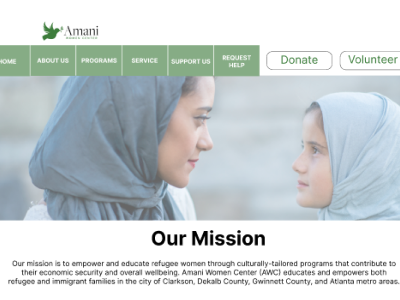 Amani
WOMEN CENTER
HOME
ABOUT US
PROGRAMS
SERVICE
SUPPORT US
REQUEST
HELP
Donate
Volunteer
Our Mission
Our mission is to empower and educate refugee women through culturally-tailored programs that contribute to
their economic security and overall wellbeing. Amani Women Center (AWC) educates and empowers both
refugee and immigrant families in the city of Clarkson, Dekalb County, Gwinnett County, and Atlanta metro areas.